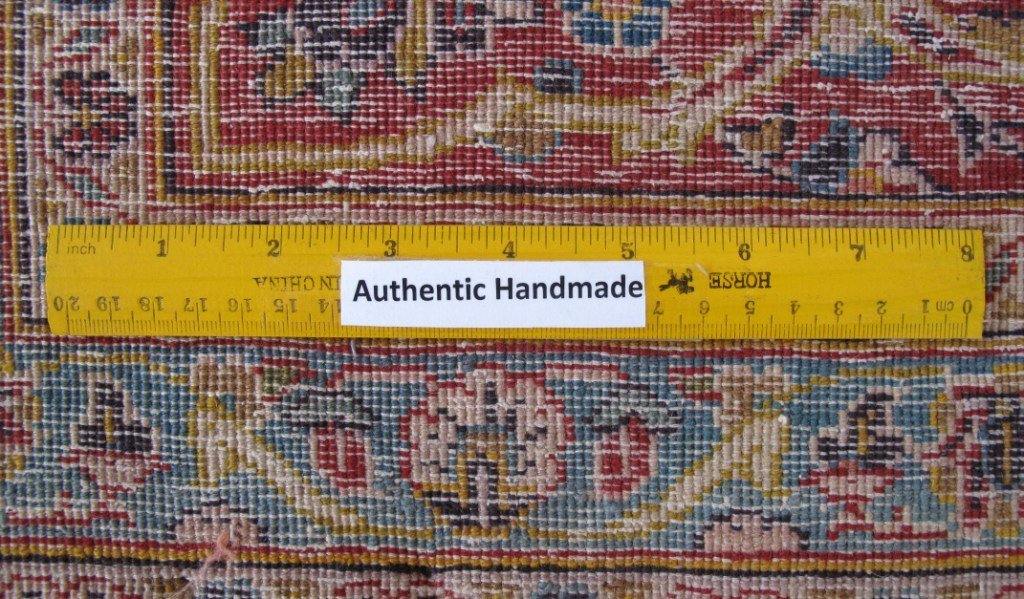 inch 1 2 3 4 5 6 7 8
Authentic Handmade
0 cm 1 2 3 4 5 6 7 14 15 16 17 18 19 20
HORSE IN CHINA